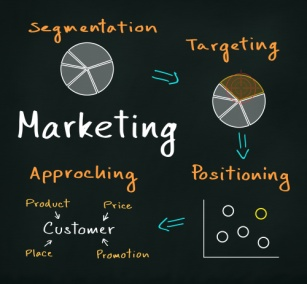 Segmentation
Targeting
Marketing
Approching
Positioning
Product
Price
Customer
Place
Promotion